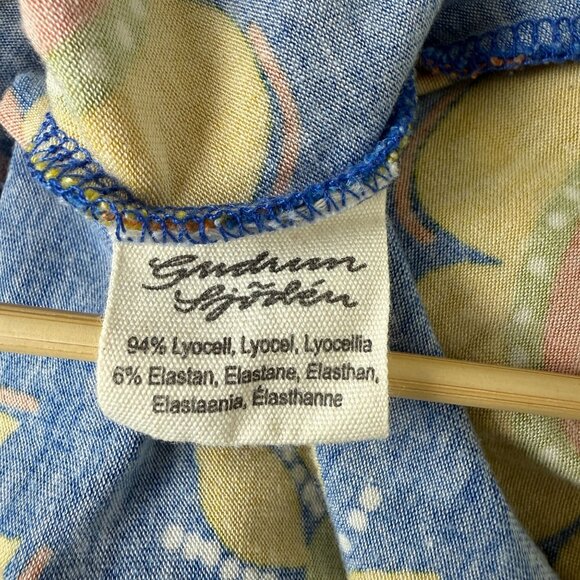 Gudrun
Sjödén
94% Lyocell, Lyocel, Lyocellia
6% Elastan, Elastane, Elasthan,
Elastaania, Élasthanne